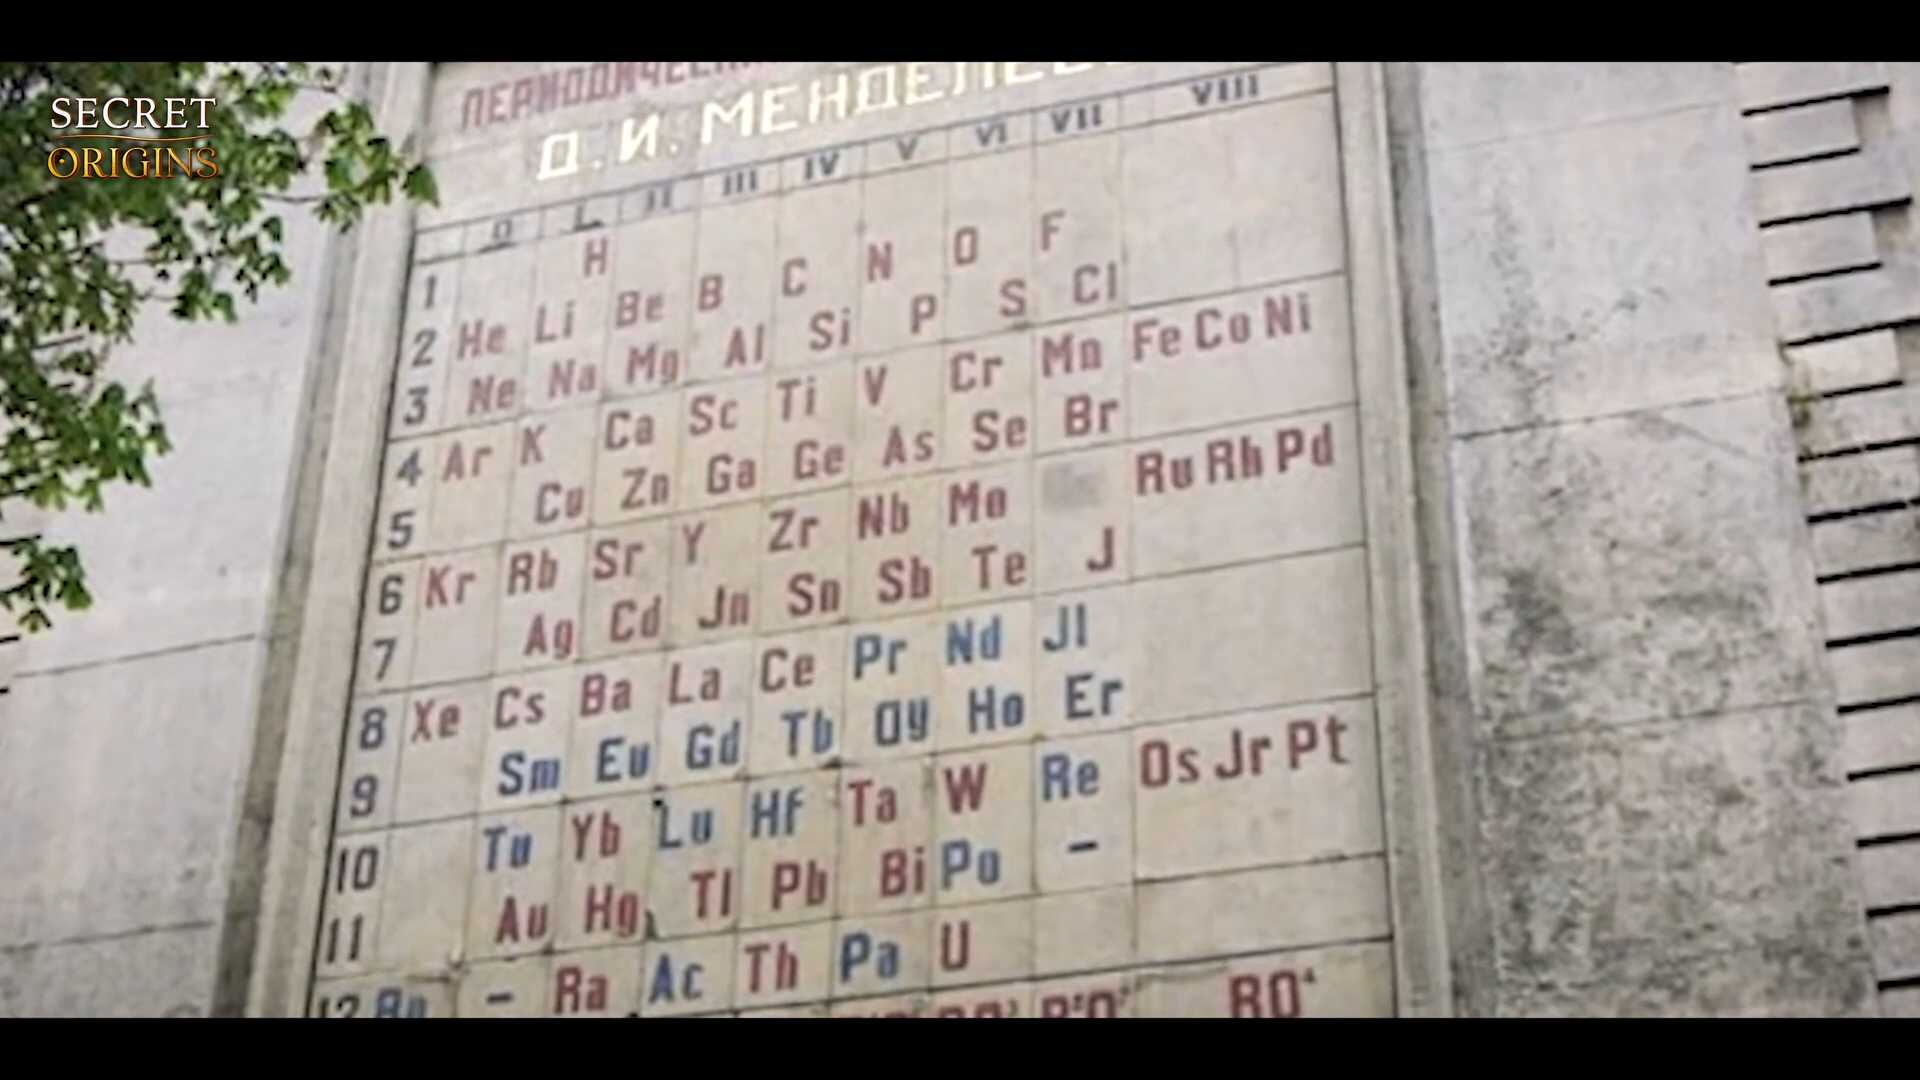 SECRET
ORIGINS
Д.И. МЕНДЕЛЕЕВ
0 I II III IV V VI VII VIII
1 H
2 He Li Be B C N O F
3 Ne Na Mg Al Si P S Cl
4 Ar K Ca Sc Ti V Cr Mn Fe Co Ni
5 Cu Zn Ga Ge As Se Br
6 Kr Rb Sr Y Zr Nb Mo Ru Rh Pd
7 Ag Cd Jn Sn Sb Te J
8 Xe Cs Ba La Ce Pr Nd Jl
9 Sm Eu Gd Tb Dy Ho Er
10 Tu Yb Lu Hf Ta W Re Os Jr Pt
11 Au Hg Tl Pb Bi Po -
12 - Ra Ac Th Pa U
RO⁴